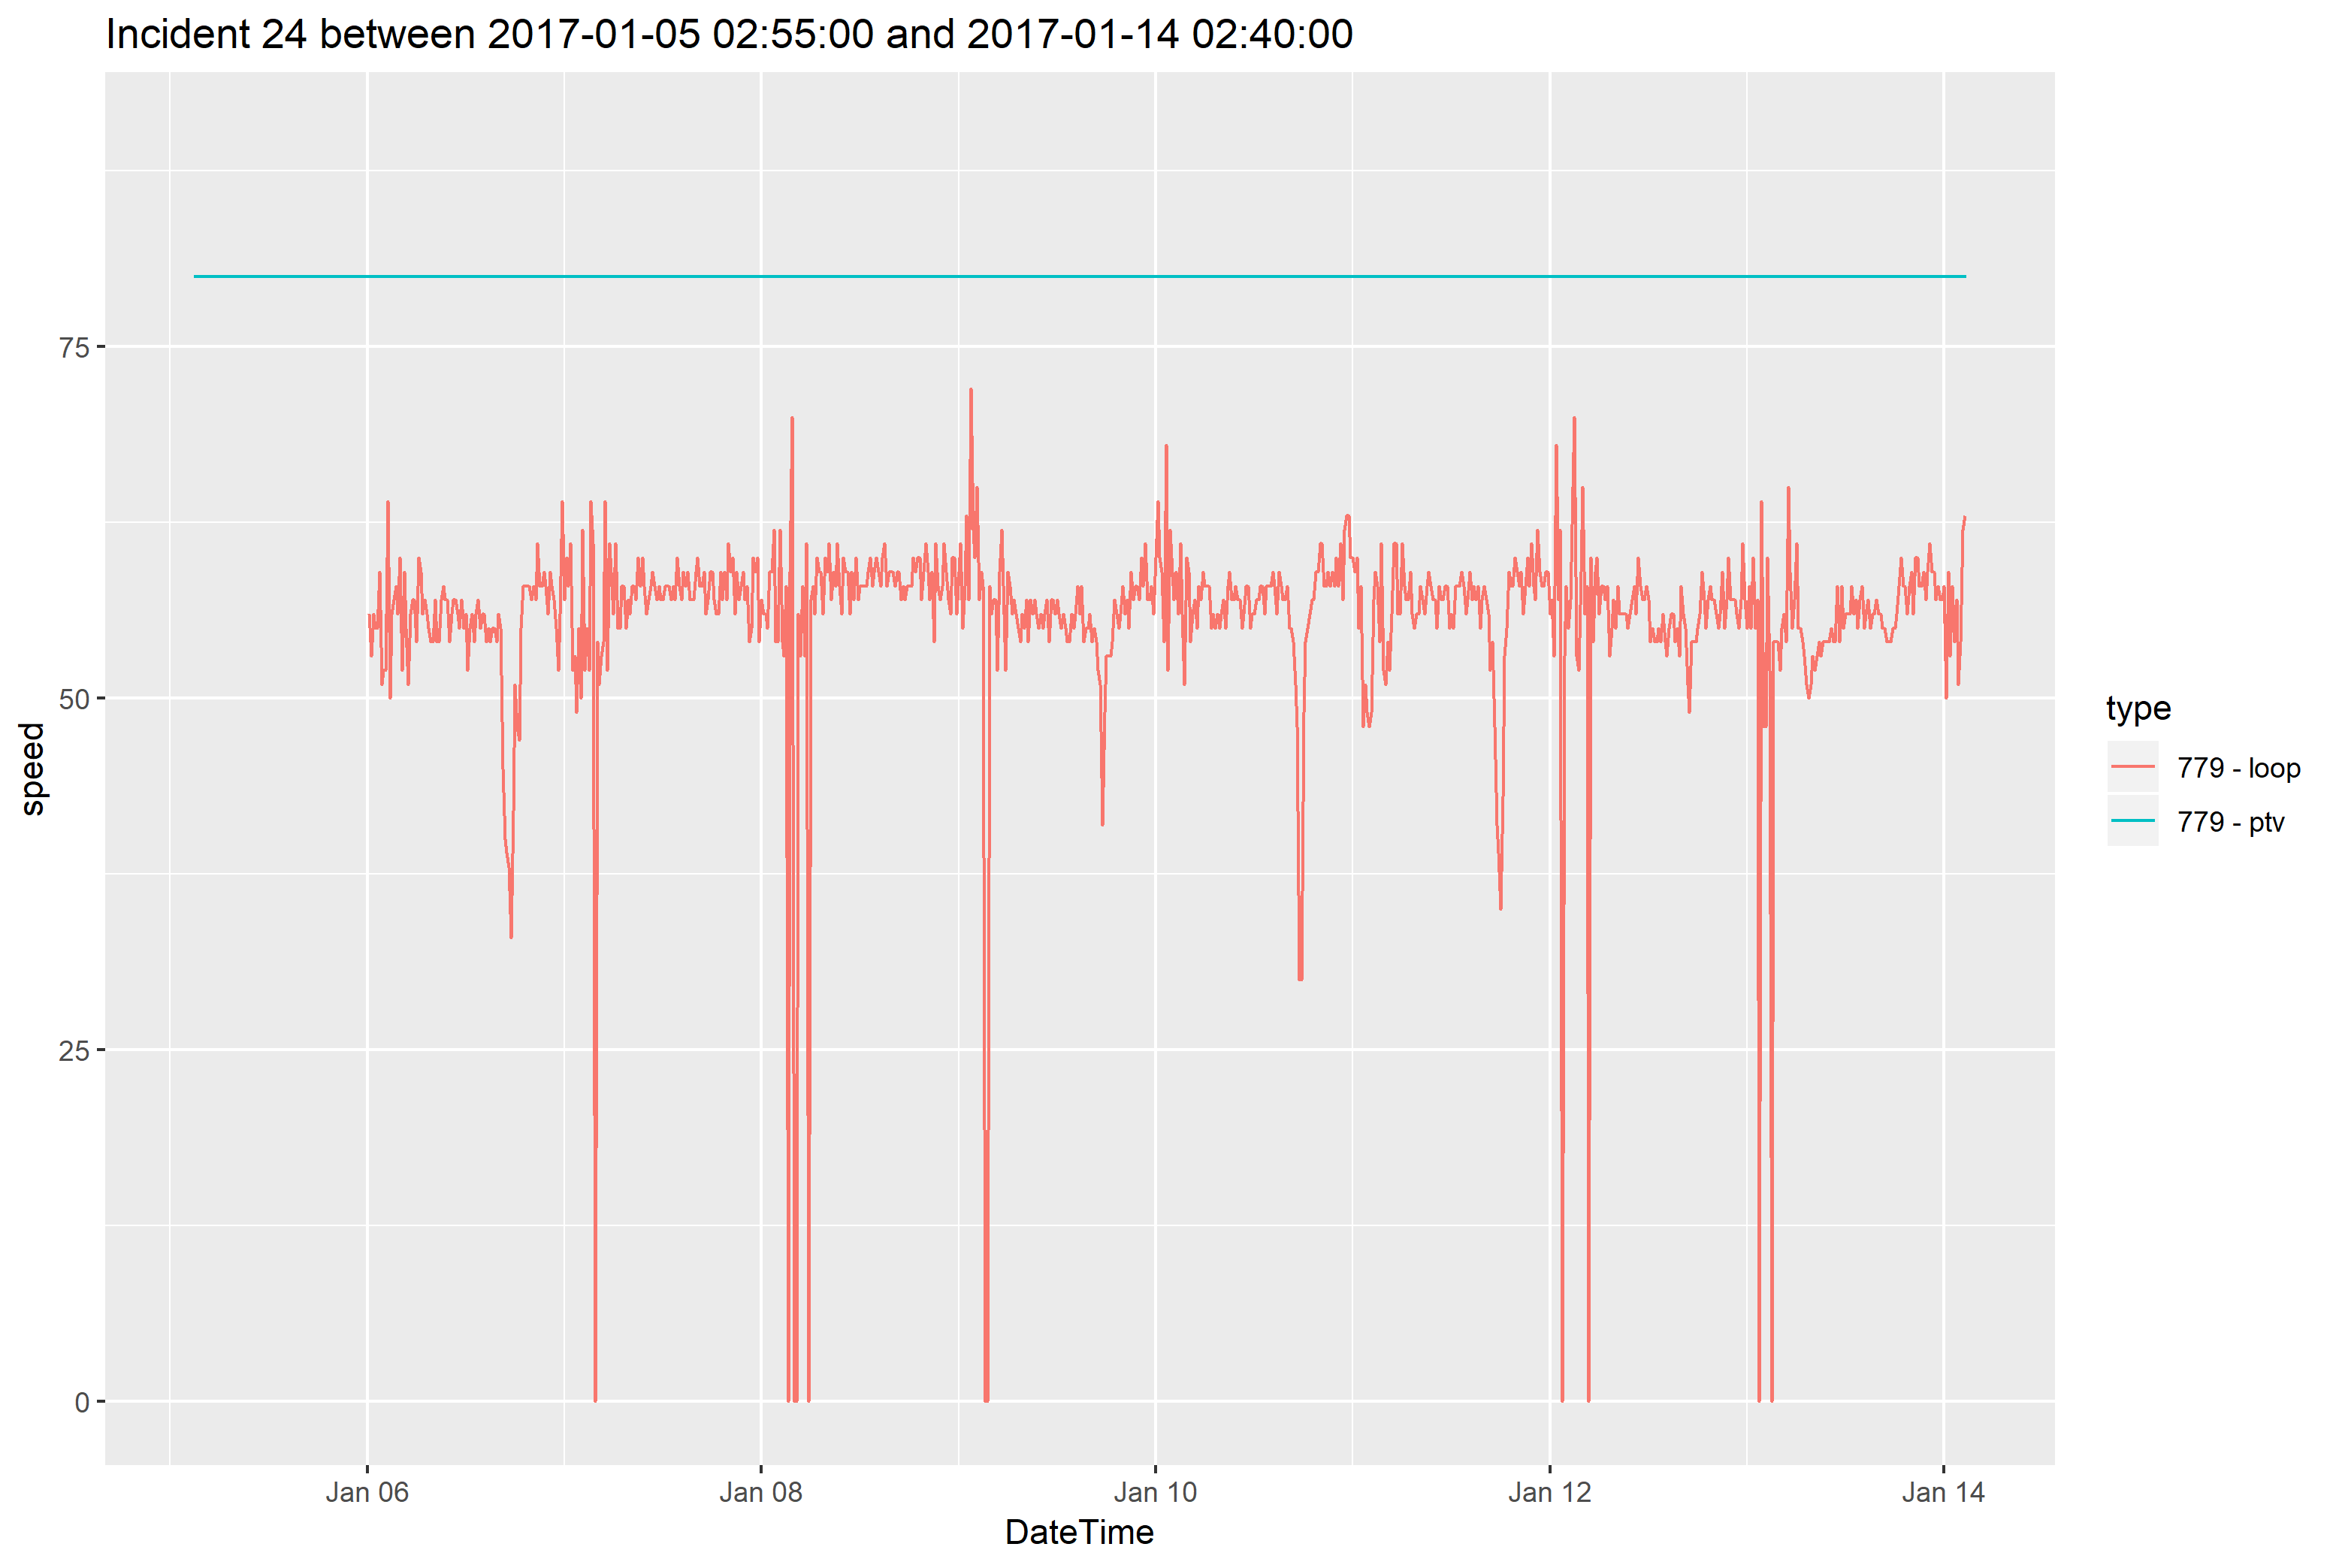 Incident 24 between 2017-01-05 02:55:00 and 2017-01-14 02:40:00
75
50
25
0
speed
Jan 06
Jan 08
Jan 10
Jan 12
Jan 14
DateTime
type
779 - loop
779 - ptv